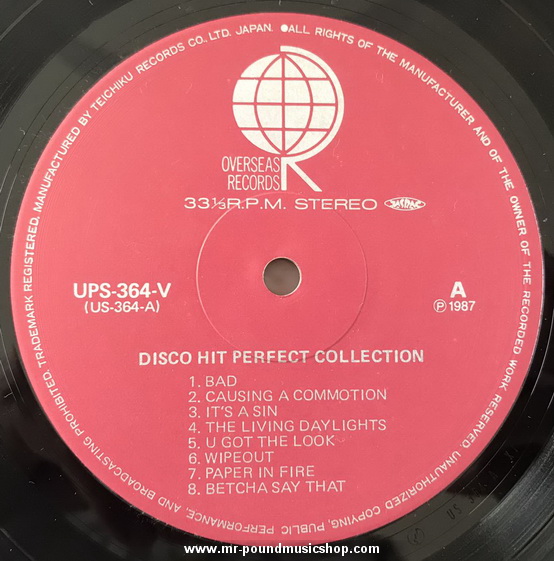 TRADEMARK REGISTERED. MANUFACTURED BY TEICHIKU RECORDS CO., LTD. JAPAN. ●ALL RIGHTS OF THE MANUFACTURER AND OF THE OWNER OF THE RECORDED WORK RESERVED. UNAUTHORIZED COPYING, PUBLIC PERFORMANCE, AND BROADCASTING PROHIBITED.
OVERSEAS
RECORDS
33⅓R.P.M. STEREO
UPS-364-V
(US-364-A)
A
Ⓟ1987
DISCO HIT PERFECT COLLECTION
1. BAD
2. CAUSING A COMMOTION
3. IT'S A SIN
4. THE LIVING DAYLIGHTS
5. U GOT THE LOOK
6. WIPEOUT
7. PAPER IN FIRE
8. BETCHA SAY THAT
www.mr-poundmusicshop.com